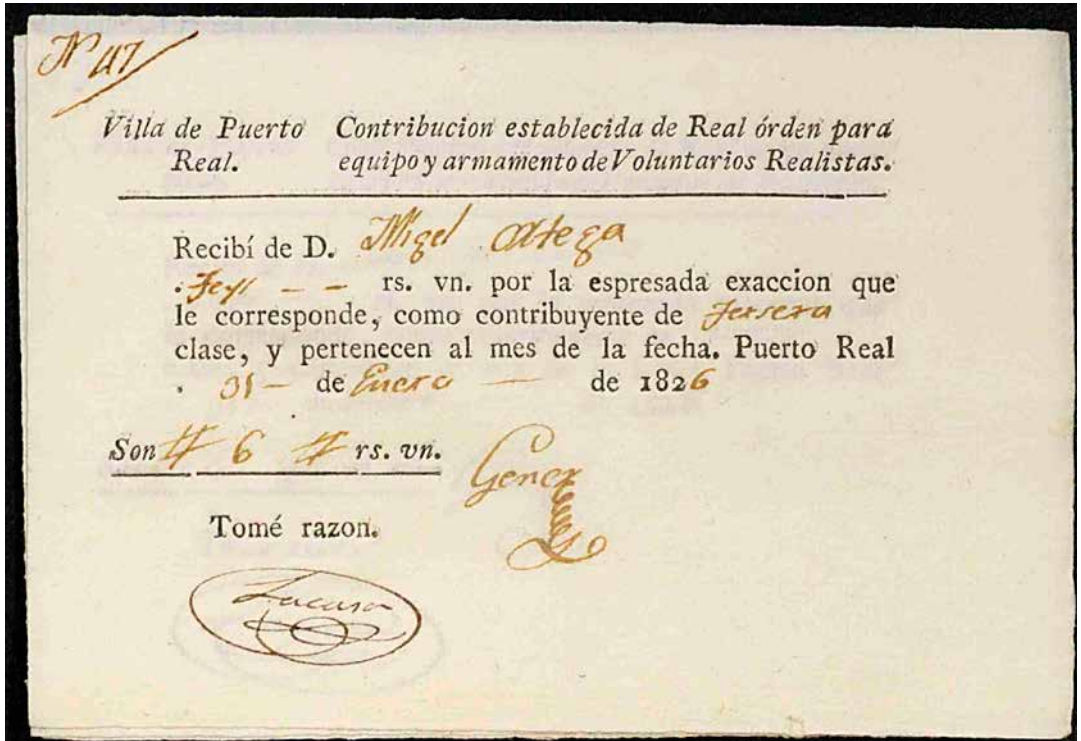 Nº 47
Villa de Puerto Real.
Contribucion establecida de Real órden para
equipo y armamento de Voluntarios Realistas.
Recibí de D. Migel Ortega
Seys rs. vn. por la espresada exaccion que
le corresponde, como contribuyente de Tersera
clase, y pertenecen al mes de la fecha. Puerto Real
31 de Enero de 1826
Son # 6 # rs. vn.
Tomé razon.